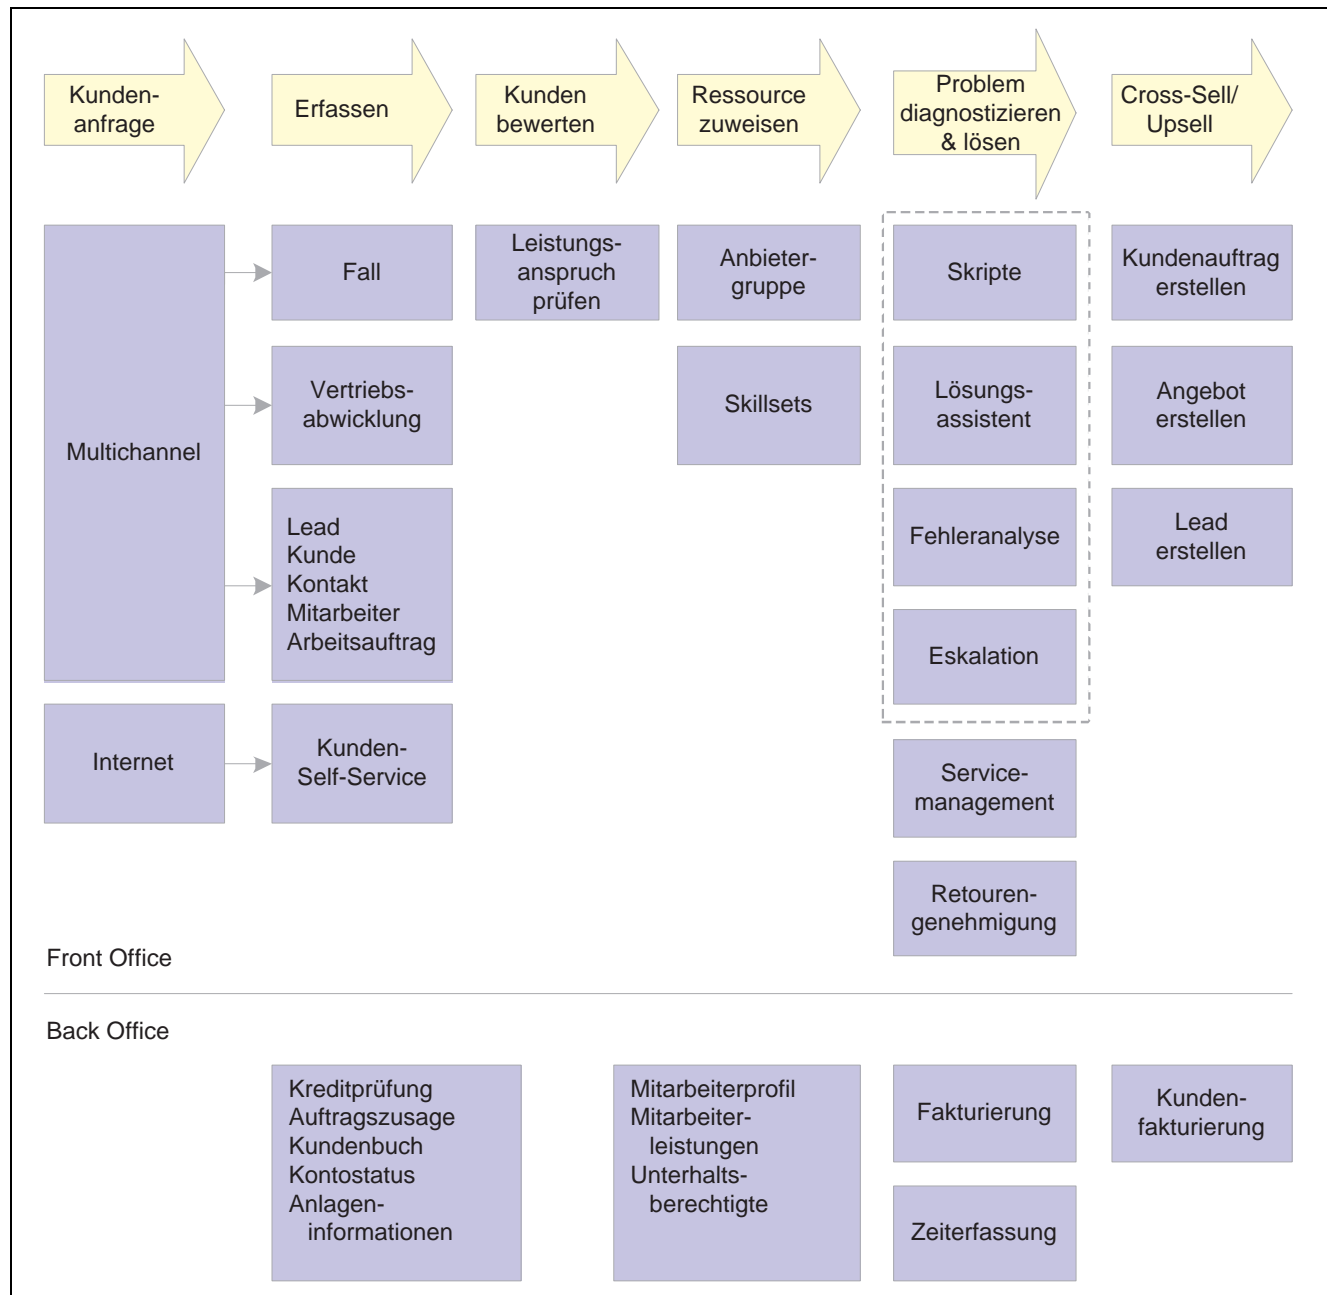 Kunden-
anfrage
Erfassen
Kunden
bewerten
Ressource
zuweisen
Problem
diagnostizieren
& lösen
Cross-Sell/
Upsell
Multichannel
Internet
Fall
Vertriebs-
abwicklung
Lead
Kunde
Kontakt
Mitarbeiter
Arbeitsauftrag
Kunden-
Self-Service
Leistungs-
anspruch
prüfen
Anbieter-
gruppe
Skillsets
Skripte
Lösungs-
assistent
Fehleranalyse
Eskalation
Service-
management
Retouren-
genehmigung
Kundenauftrag
erstellen
Angebot
erstellen
Lead
erstellen
Front Office
Back Office
Kreditprüfung
Auftragszusage
Kundenbuch
Kontostatus
Anlagen-
informationen
Mitarbeiterprofil
Mitarbeiter-
leistungen
Unterhalts-
berechtigte
Fakturierung
Zeiterfassung
Kunden-
fakturierung